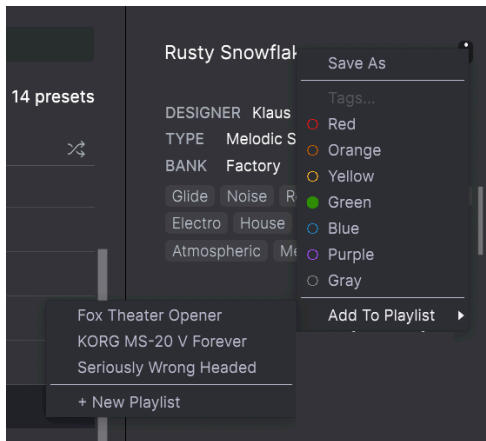 Rusty Snowflak
Save As
14 presets
Tags...
DESIGNER Klaus
Red
TYPE Melodic S
Orange
BANK Factory
Yellow
Glide Noise R
Green
Electro House
Blue
Atmospheric Me
Purple
Gray
Add To Playlist
Fox Theater Opener
KORG MS-20 V Forever
Seriously Wrong Headed
+ New Playlist